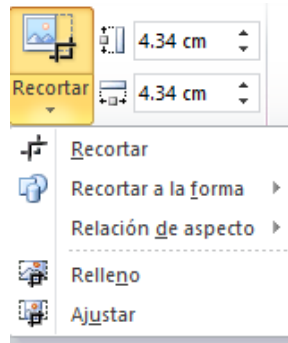 4.34 cm
Recortar
4.34 cm
Recortar
Recortar a la forma
Relación de aspecto
Relleno
Ajustar